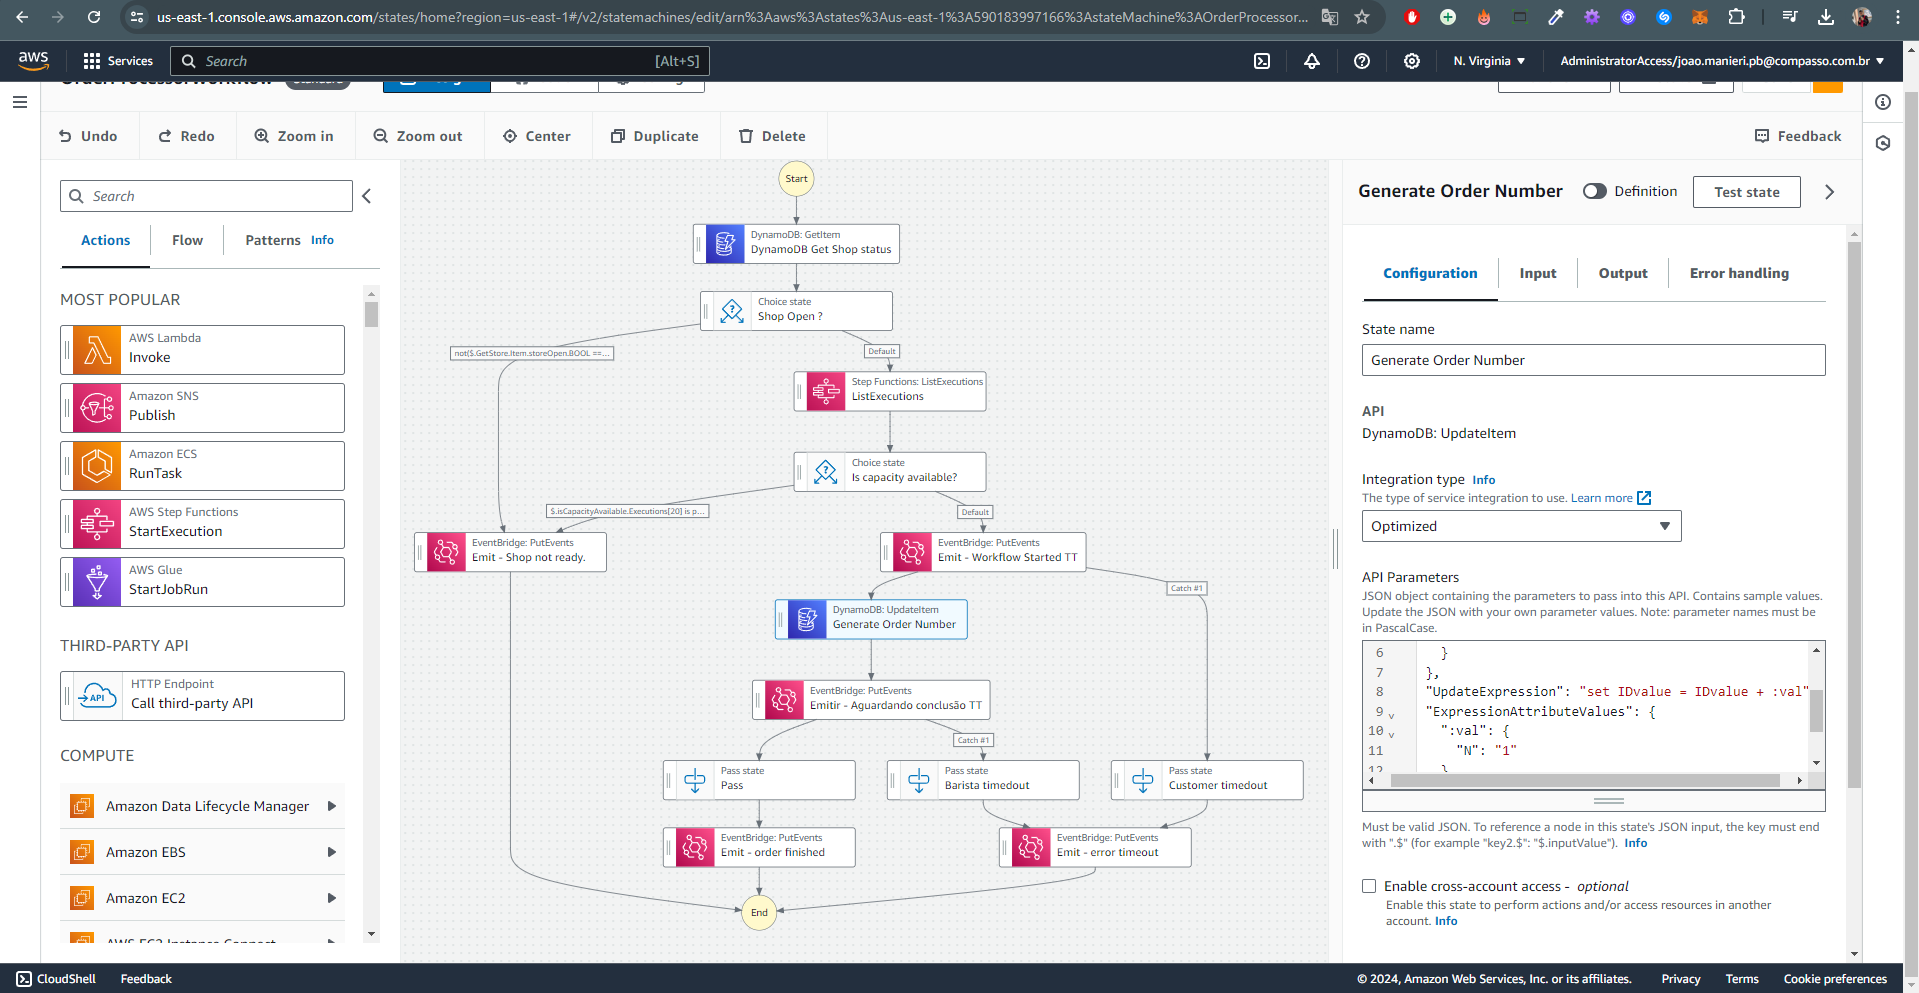 us-east-1.console.aws.amazon.com/states/home?region=us-east-1#/v2/statemachines/edit/arn%3Aaws%3Astates%3Aus-east-1%3A590183997166%3AstateMachine%3AOrderProcessor...
aws
Services
Search
[Alt+S]
N. Virginia
AdministratorAccess/joao.manieri.pb@compasso.com.br
OrderProcessorWorkflow
Undo
Redo
Zoom in
Zoom out
Center
Duplicate
Delete
Feedback
Search
Actions
Flow
Patterns
Info
MOST POPULAR
AWS Lambda
Invoke
Amazon SNS
Publish
Amazon ECS
RunTask
AWS Step Functions
StartExecution
AWS Glue
StartJobRun
THIRD-PARTY API
API
HTTP Endpoint
Call third-party API
COMPUTE
Amazon Data Lifecycle Manager
Amazon EBS
Amazon EC2
AWS EC2 Instance Connect
Start
DynamoDB: GetItem
DynamoDB Get Shop status
Choice state
Shop Open ?
not($.GetStore.Item.storeOpen.BOOL ==...
Default
Step Functions: ListExecutions
ListExecutions
Choice state
Is capacity available?
$.isCapacityAvailable.Executions[20] is p...
Default
EventBridge: PutEvents
Emit - Shop not ready.
EventBridge: PutEvents
Emit - Workflow Started TT
Catch #1
DynamoDB: UpdateItem
Generate Order Number
EventBridge: PutEvents
Emitir - Aguardando conclusão TT
Catch #1
Pass state
Pass
Pass state
Barista timedout
Pass state
Customer timedout
EventBridge: PutEvents
Emit - order finished
EventBridge: PutEvents
Emit - error timeout
End
Generate Order Number
Definition
Test state
Configuration
Input
Output
Error handling
State name
Generate Order Number
API
DynamoDB: UpdateItem
Integration type Info
The type of service integration to use. Learn more
Optimized
API Parameters
JSON object containing the parameters to pass into this API. Contains sample values.
Update the JSON with your own parameter values. Note: parameter names must be
in PascalCase.
6 }
7 },
8 "UpdateExpression": "set IDvalue = IDvalue + :val"
9 "ExpressionAttributeValues": {
10 ":val": {
11 "N": "1"
12 }
Must be valid JSON. To reference a node in this state's JSON input, the key must end
with ".$" (for example "key2.$": "$.inputValue"). Info
Enable cross-account access - optional
Enable this state to perform actions and/or access resources in another
account. Info
CloudShell
Feedback
© 2024, Amazon Web Services, Inc. or its affiliates.
Privacy
Terms
Cookie preferences